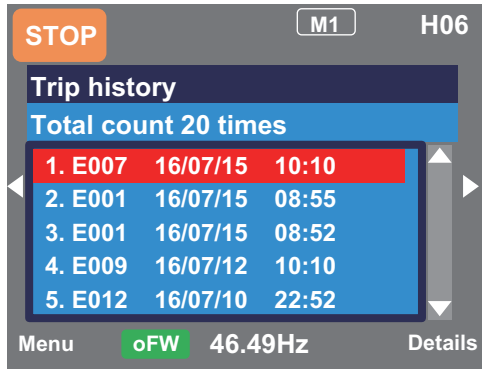 STOP M1 H06
Trip history
Total count 20 times
1. E007 16/07/15 10:10
2. E001 16/07/15 08:55
3. E001 16/07/15 08:52
4. E009 16/07/12 10:10
5. E012 16/07/10 22:52
Menu oFW 46.49Hz Details